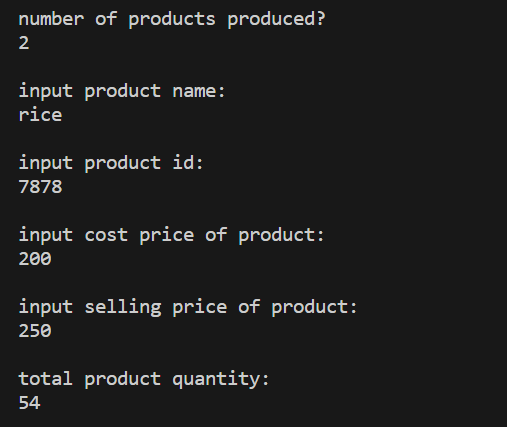 number of products produced?
2
input product name:
rice
input product id:
7878
input cost price of product:
200
input selling price of product:
250
total product quantity:
54